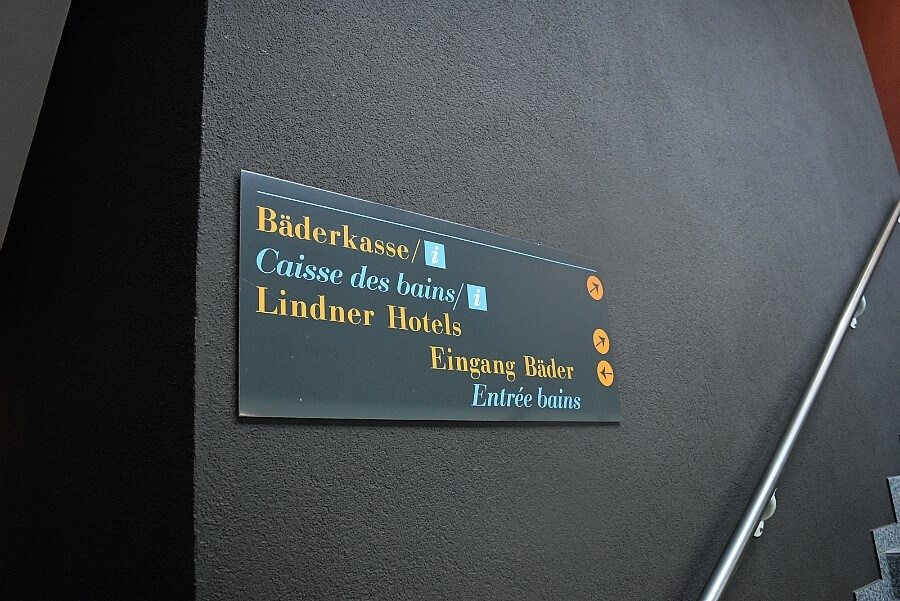 Bäderkasse/ i
Caisse des bains/ i
Lindner Hotels
Eingang Bäder
Entrée bains